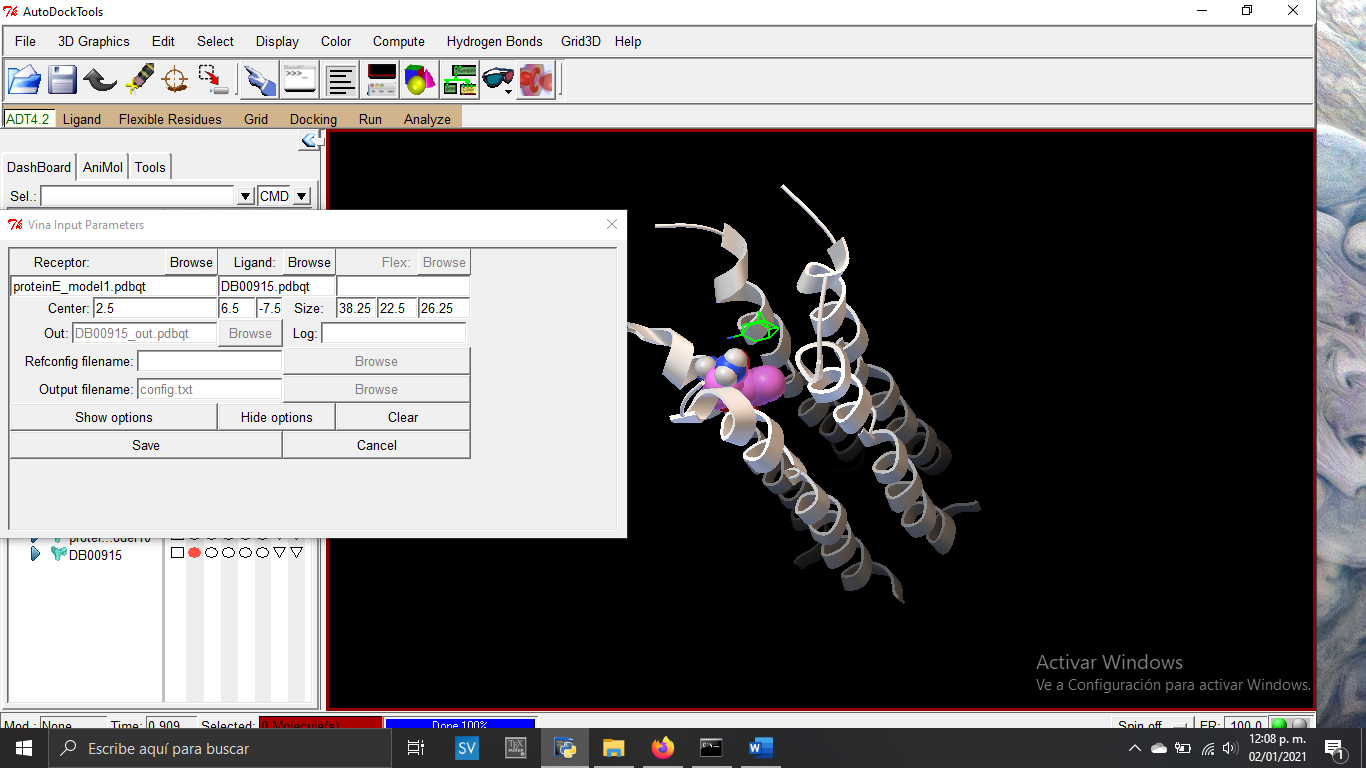 AutoDockTools
File 3D Graphics Edit Select Display Color Compute Hydrogen Bonds Grid3D Help
ADT4.2 Ligand Flexible Residues Grid Docking Run Analyze
DashBoard AniMol Tools
Sel.: CMD
Vina Input Parameters
Receptor: Browse Ligand: Browse Flex: Browse
proteinE_model1.pdbqt DB00915.pdbqt
Center: 2.5 6.5 -7.5 Size: 38.25 22.5 26.25
Out: DB00915_out.pdbqt Browse Log:
Refconfig filename: Browse
Output filename: config.txt Browse
Show options Hide options Clear
Save Cancel
DB00915
Activar Windows
Ve a Configuración para activar Windows.
Mod.: None Time: 0.909 Selected: 0 Molecule(s) Done 100% Spin off FR: 100.0
Escribe aquí para buscar
SV
TEX MAKER
12:08 p. m.
02/01/2021
1